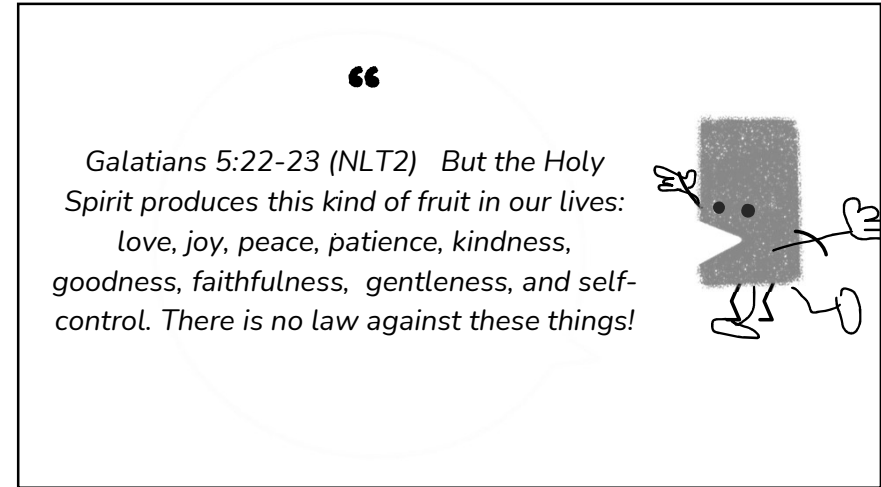 “
Galatians 5:22-23 (NLT2)   But the Holy
Spirit produces this kind of fruit in our lives:
love, joy, peace, patience, kindness,
goodness, faithfulness,  gentleness, and self-
control. There is no law against these things!